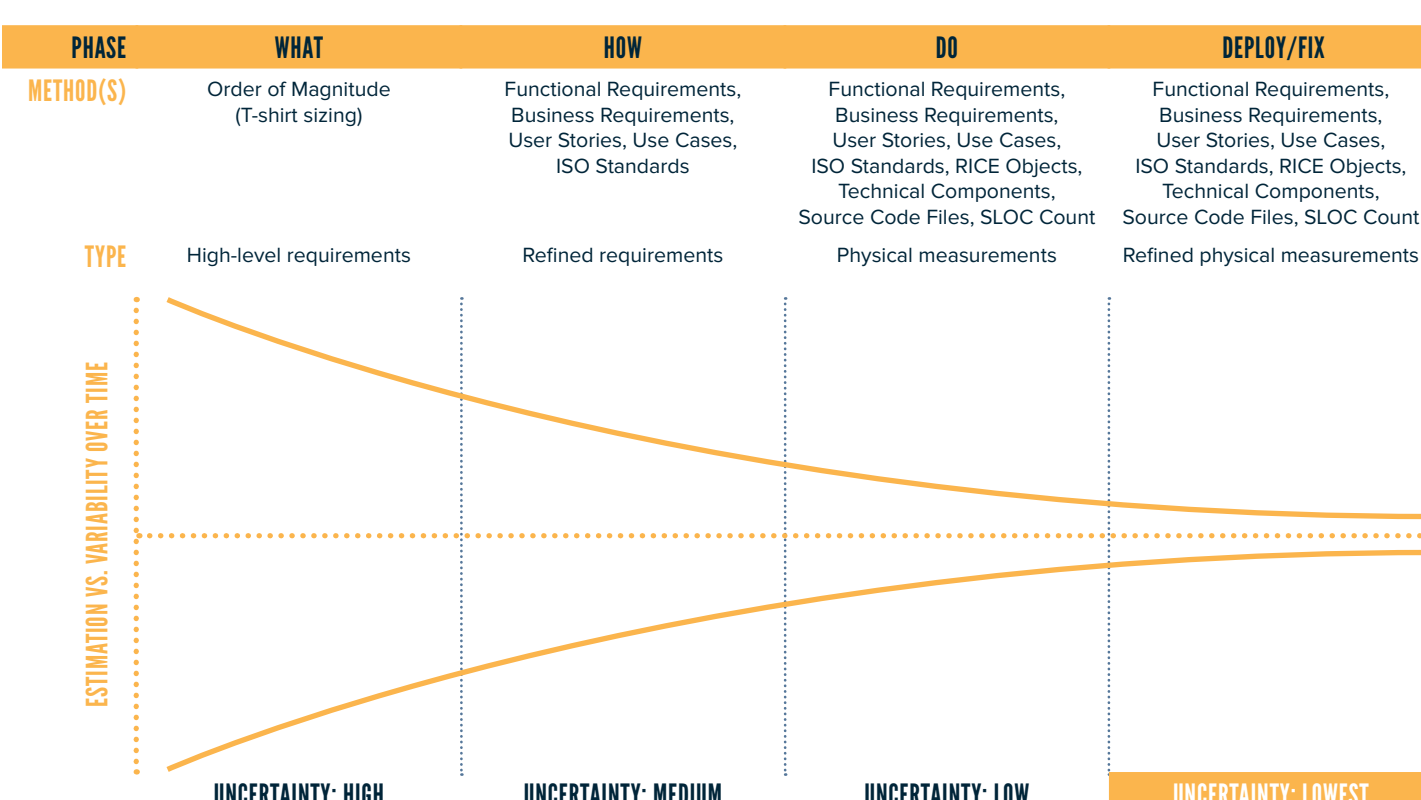 PHASE WHAT HOW DO DEPLOY/FIX
METHOD(S)
Order of Magnitude
(T-shirt sizing)
Functional Requirements,
Business Requirements,
User Stories, Use Cases,
ISO Standards
Functional Requirements,
Business Requirements,
User Stories, Use Cases,
ISO Standards, RICE Objects,
Technical Components,
Source Code Files, SLOC Count
Functional Requirements,
Business Requirements,
User Stories, Use Cases,
ISO Standards, RICE Objects,
Technical Components,
Source Code Files, SLOC Count
TYPE High-level requirements Refined requirements Physical measurements Refined physical measurements
ESTIMATION VS. VARIABILITY OVER TIME
UNCERTAINTY: HIGH UNCERTAINTY: MEDIUM UNCERTAINTY: LOW UNCERTAINTY: LOWEST